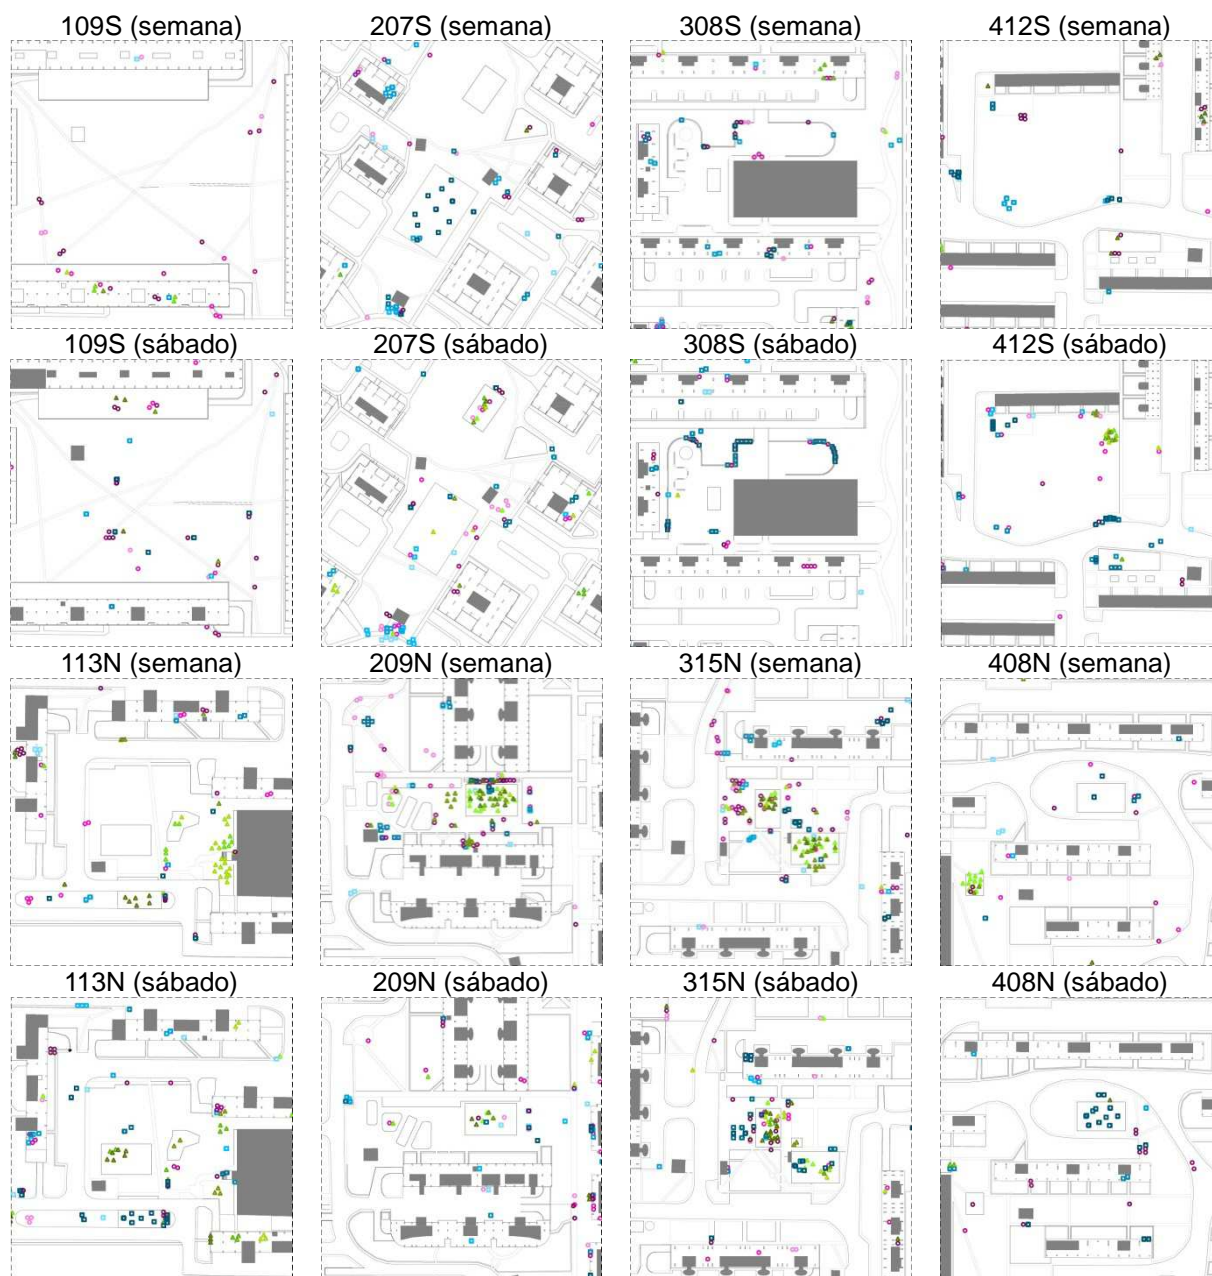 109S (semana)
207S (semana)
308S (semana)
412S (semana)
109S (sábado)
207S (sábado)
308S (sábado)
412S (sábado)
113N (semana)
209N (semana)
315N (semana)
408N (semana)
113N (sábado)
209N (sábado)
315N (sábado)
408N (sábado)